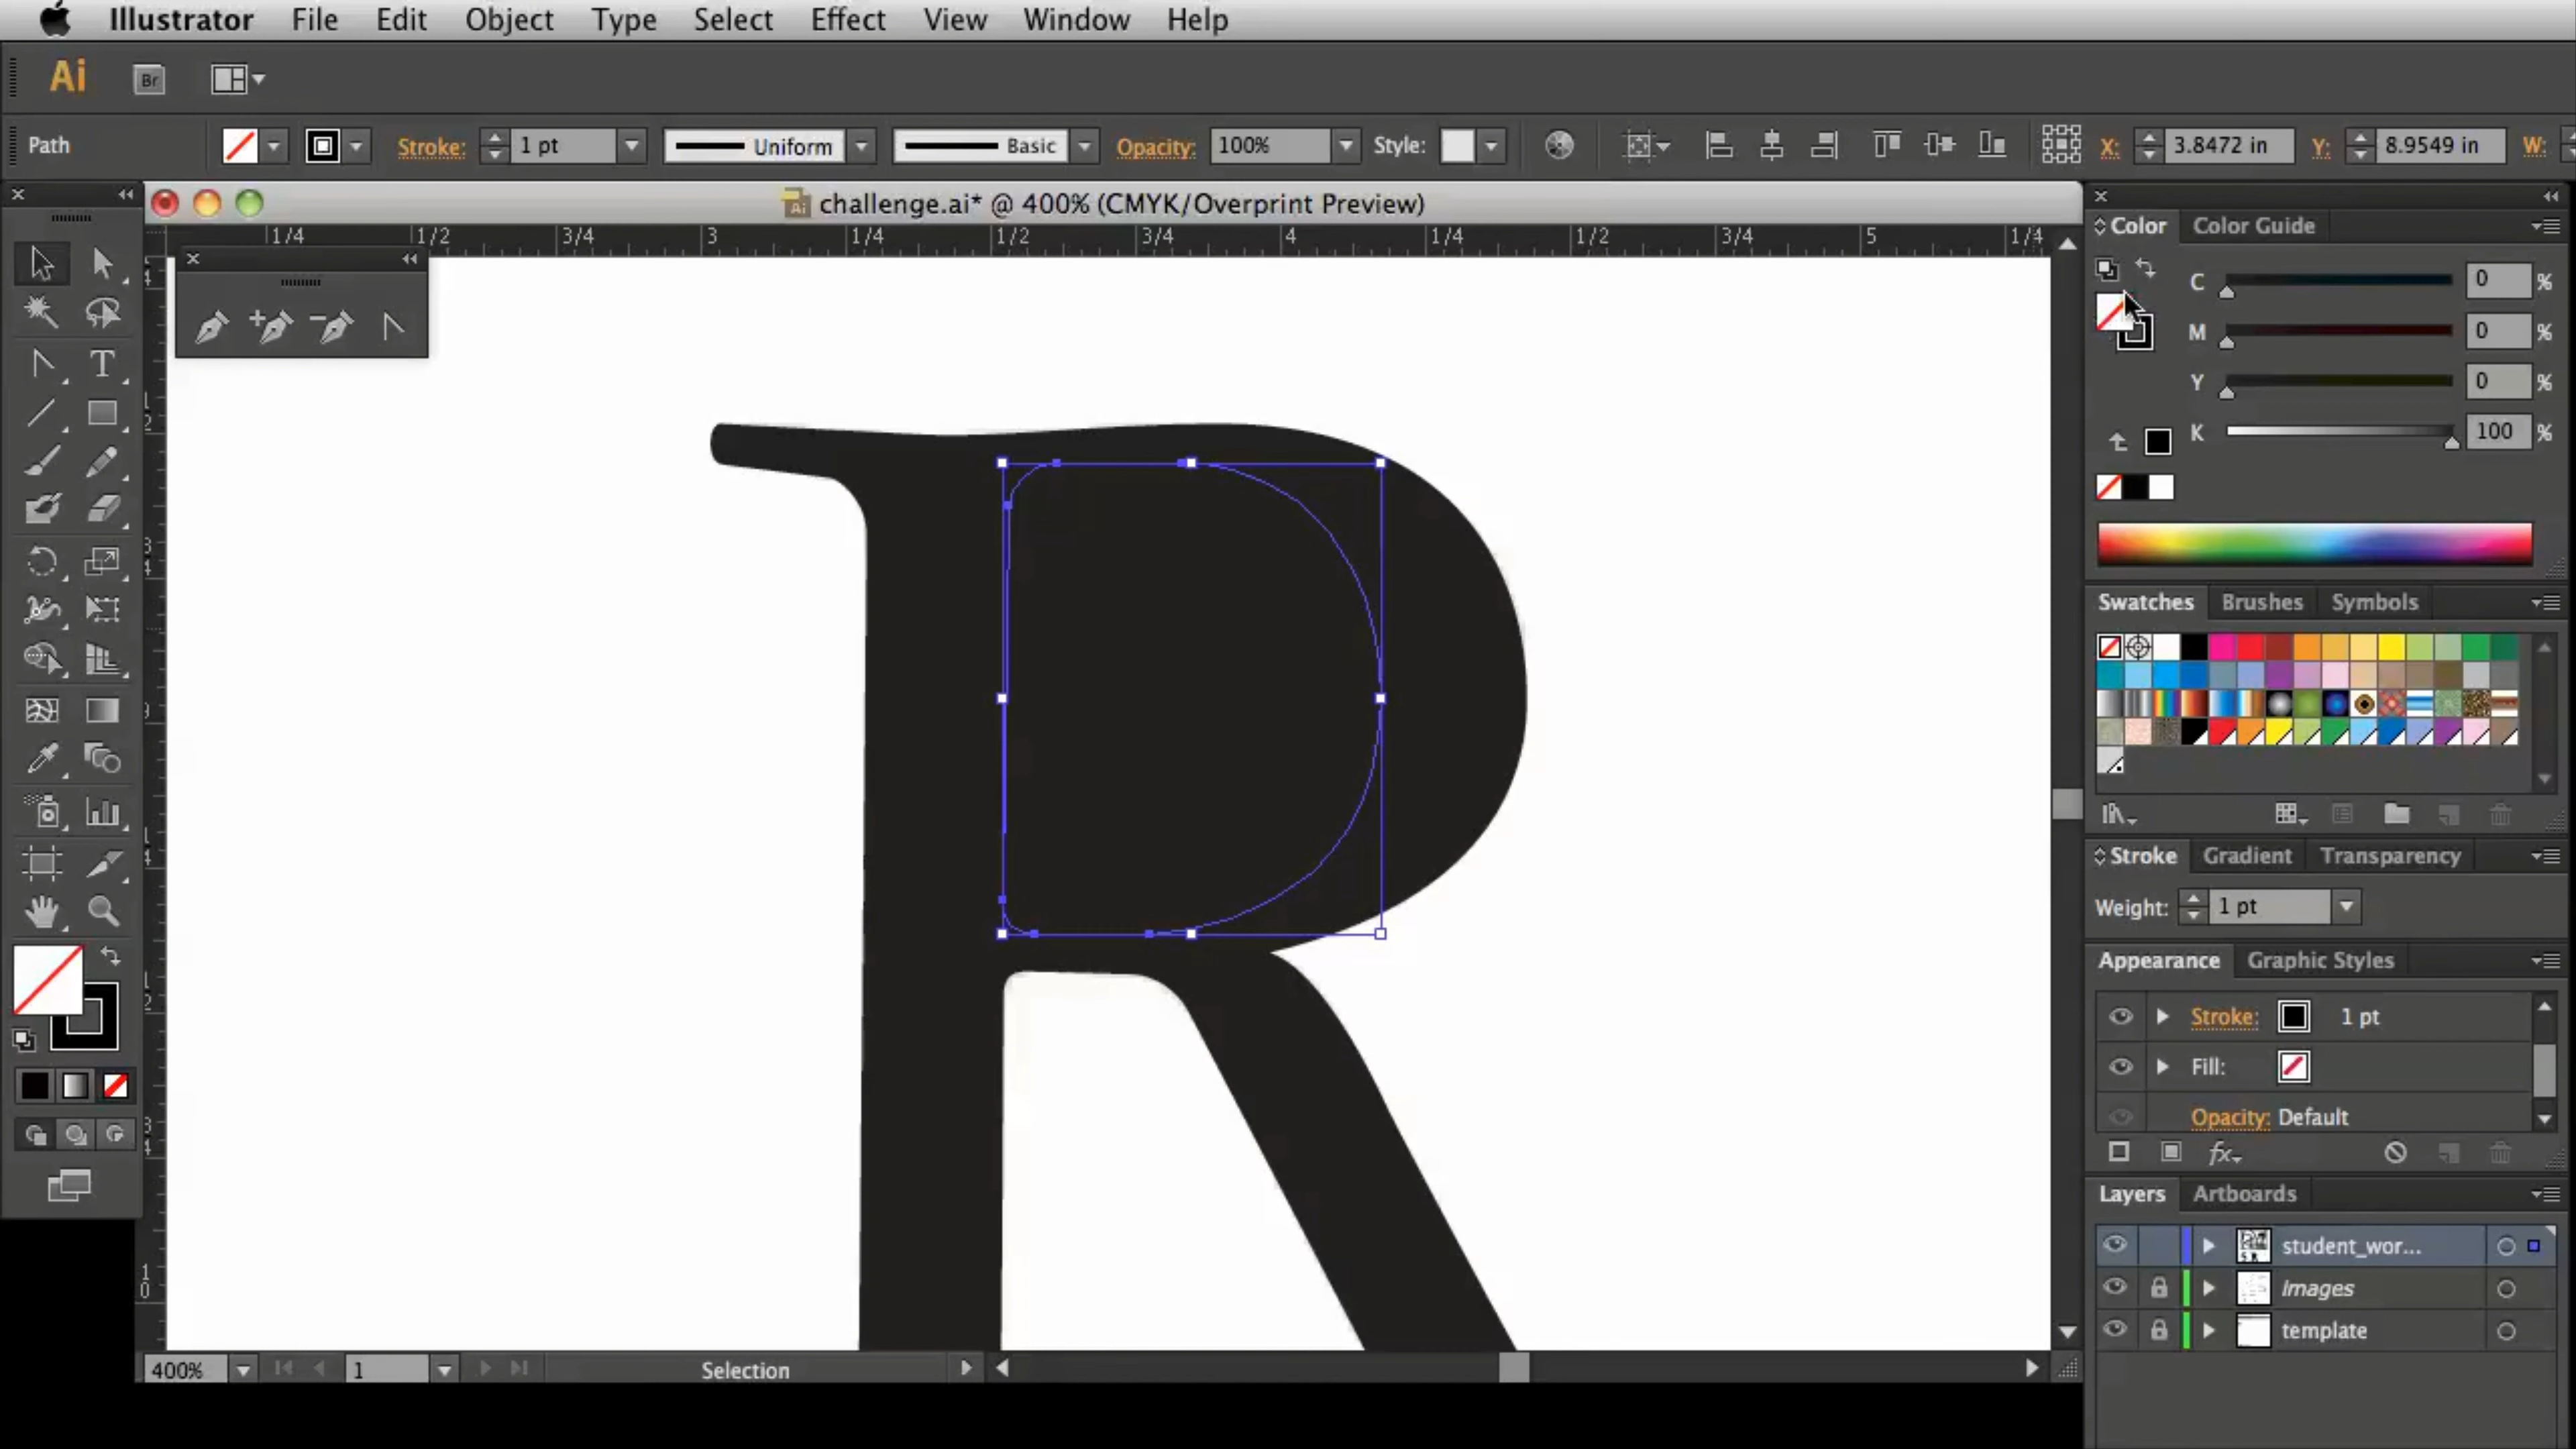 Illustrator File Edit Object Type Select Effect View Window Help
Ai Br
Path Stroke: 1 pt Uniform Basic Opacity: 100% Style: X: 3.8472 in Y: 8.9549 in W:
Ai challenge.ai* @ 400% (CMYK/Overprint Preview)
1/4 1/2 3/4 3 1/4 1/2 3/4 4 1/4 1/2 3/4 5 1/4
Color Color Guide
C 0 %
M 0 %
Y 0 %
K 100 %
T
R
Swatches Brushes Symbols
Stroke Gradient Transparency
Weight: 1 pt
Appearance Graphic Styles
Stroke: 1 pt
Fill:
Opacity: Default
fx
Layers Artboards
student_wor...
Images
template
400% 1 Selection